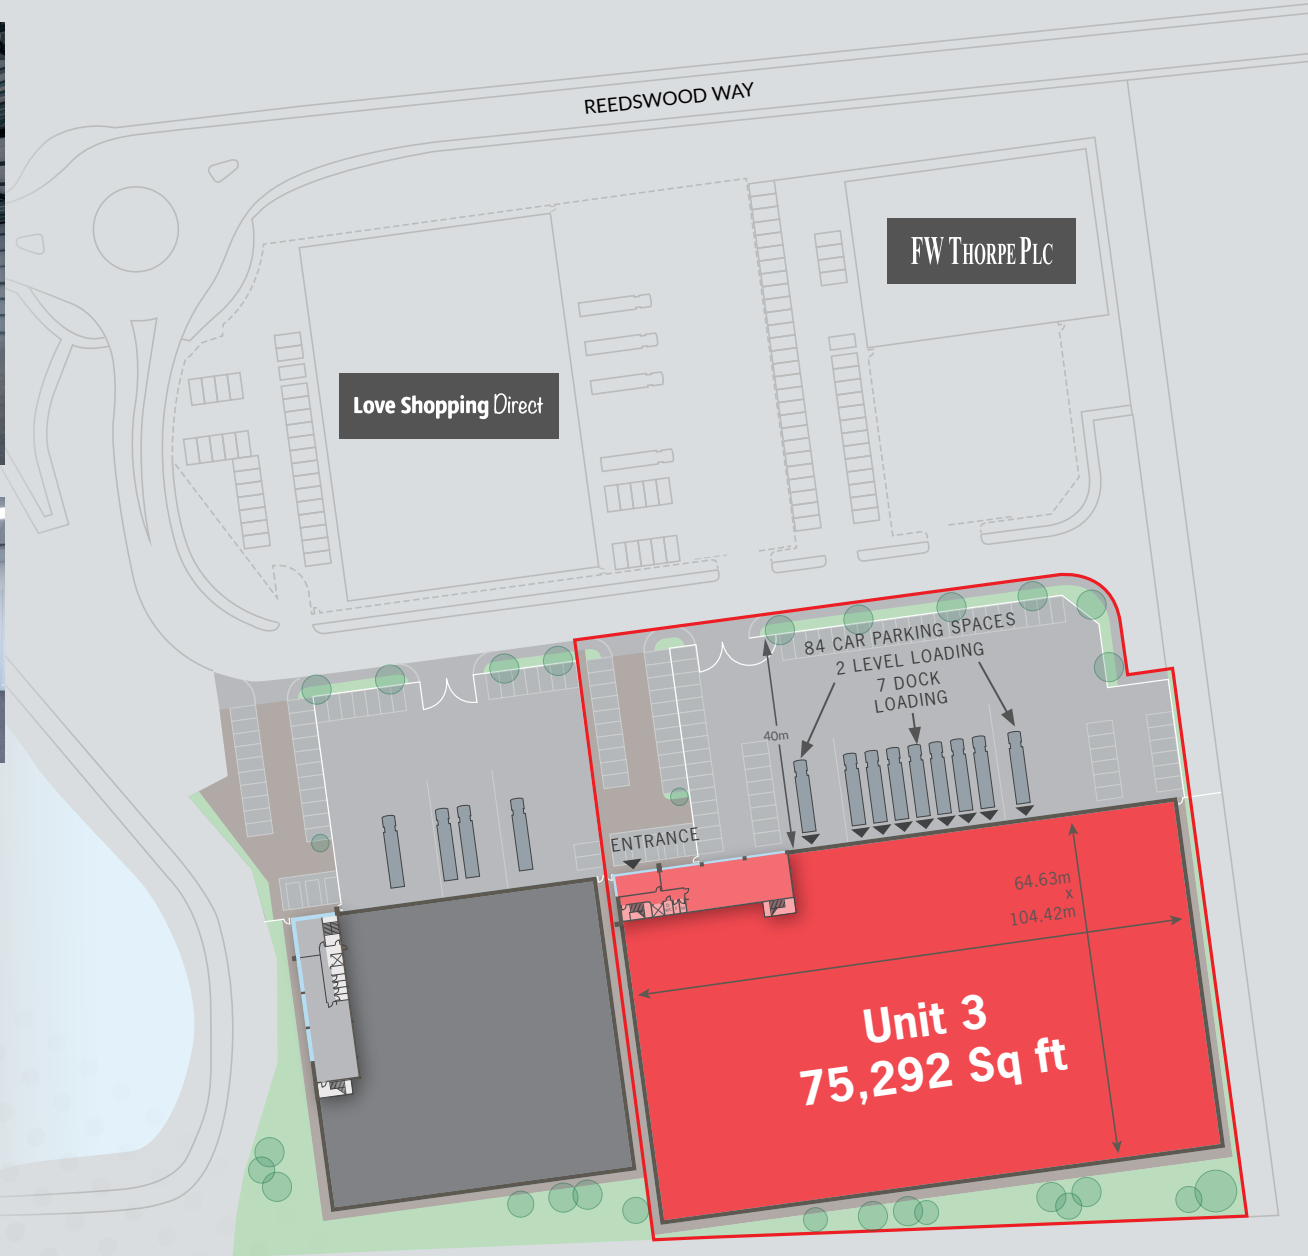 REEDSWOOD WAY
FW THORPE PLC
Love Shopping Direct
84 CAR PARKING SPACES
2 LEVEL LOADING
7 DOCK
LOADING
40m
ENTRANCE
64.63m
x
104.42m
Unit 3
75,292 Sq ft